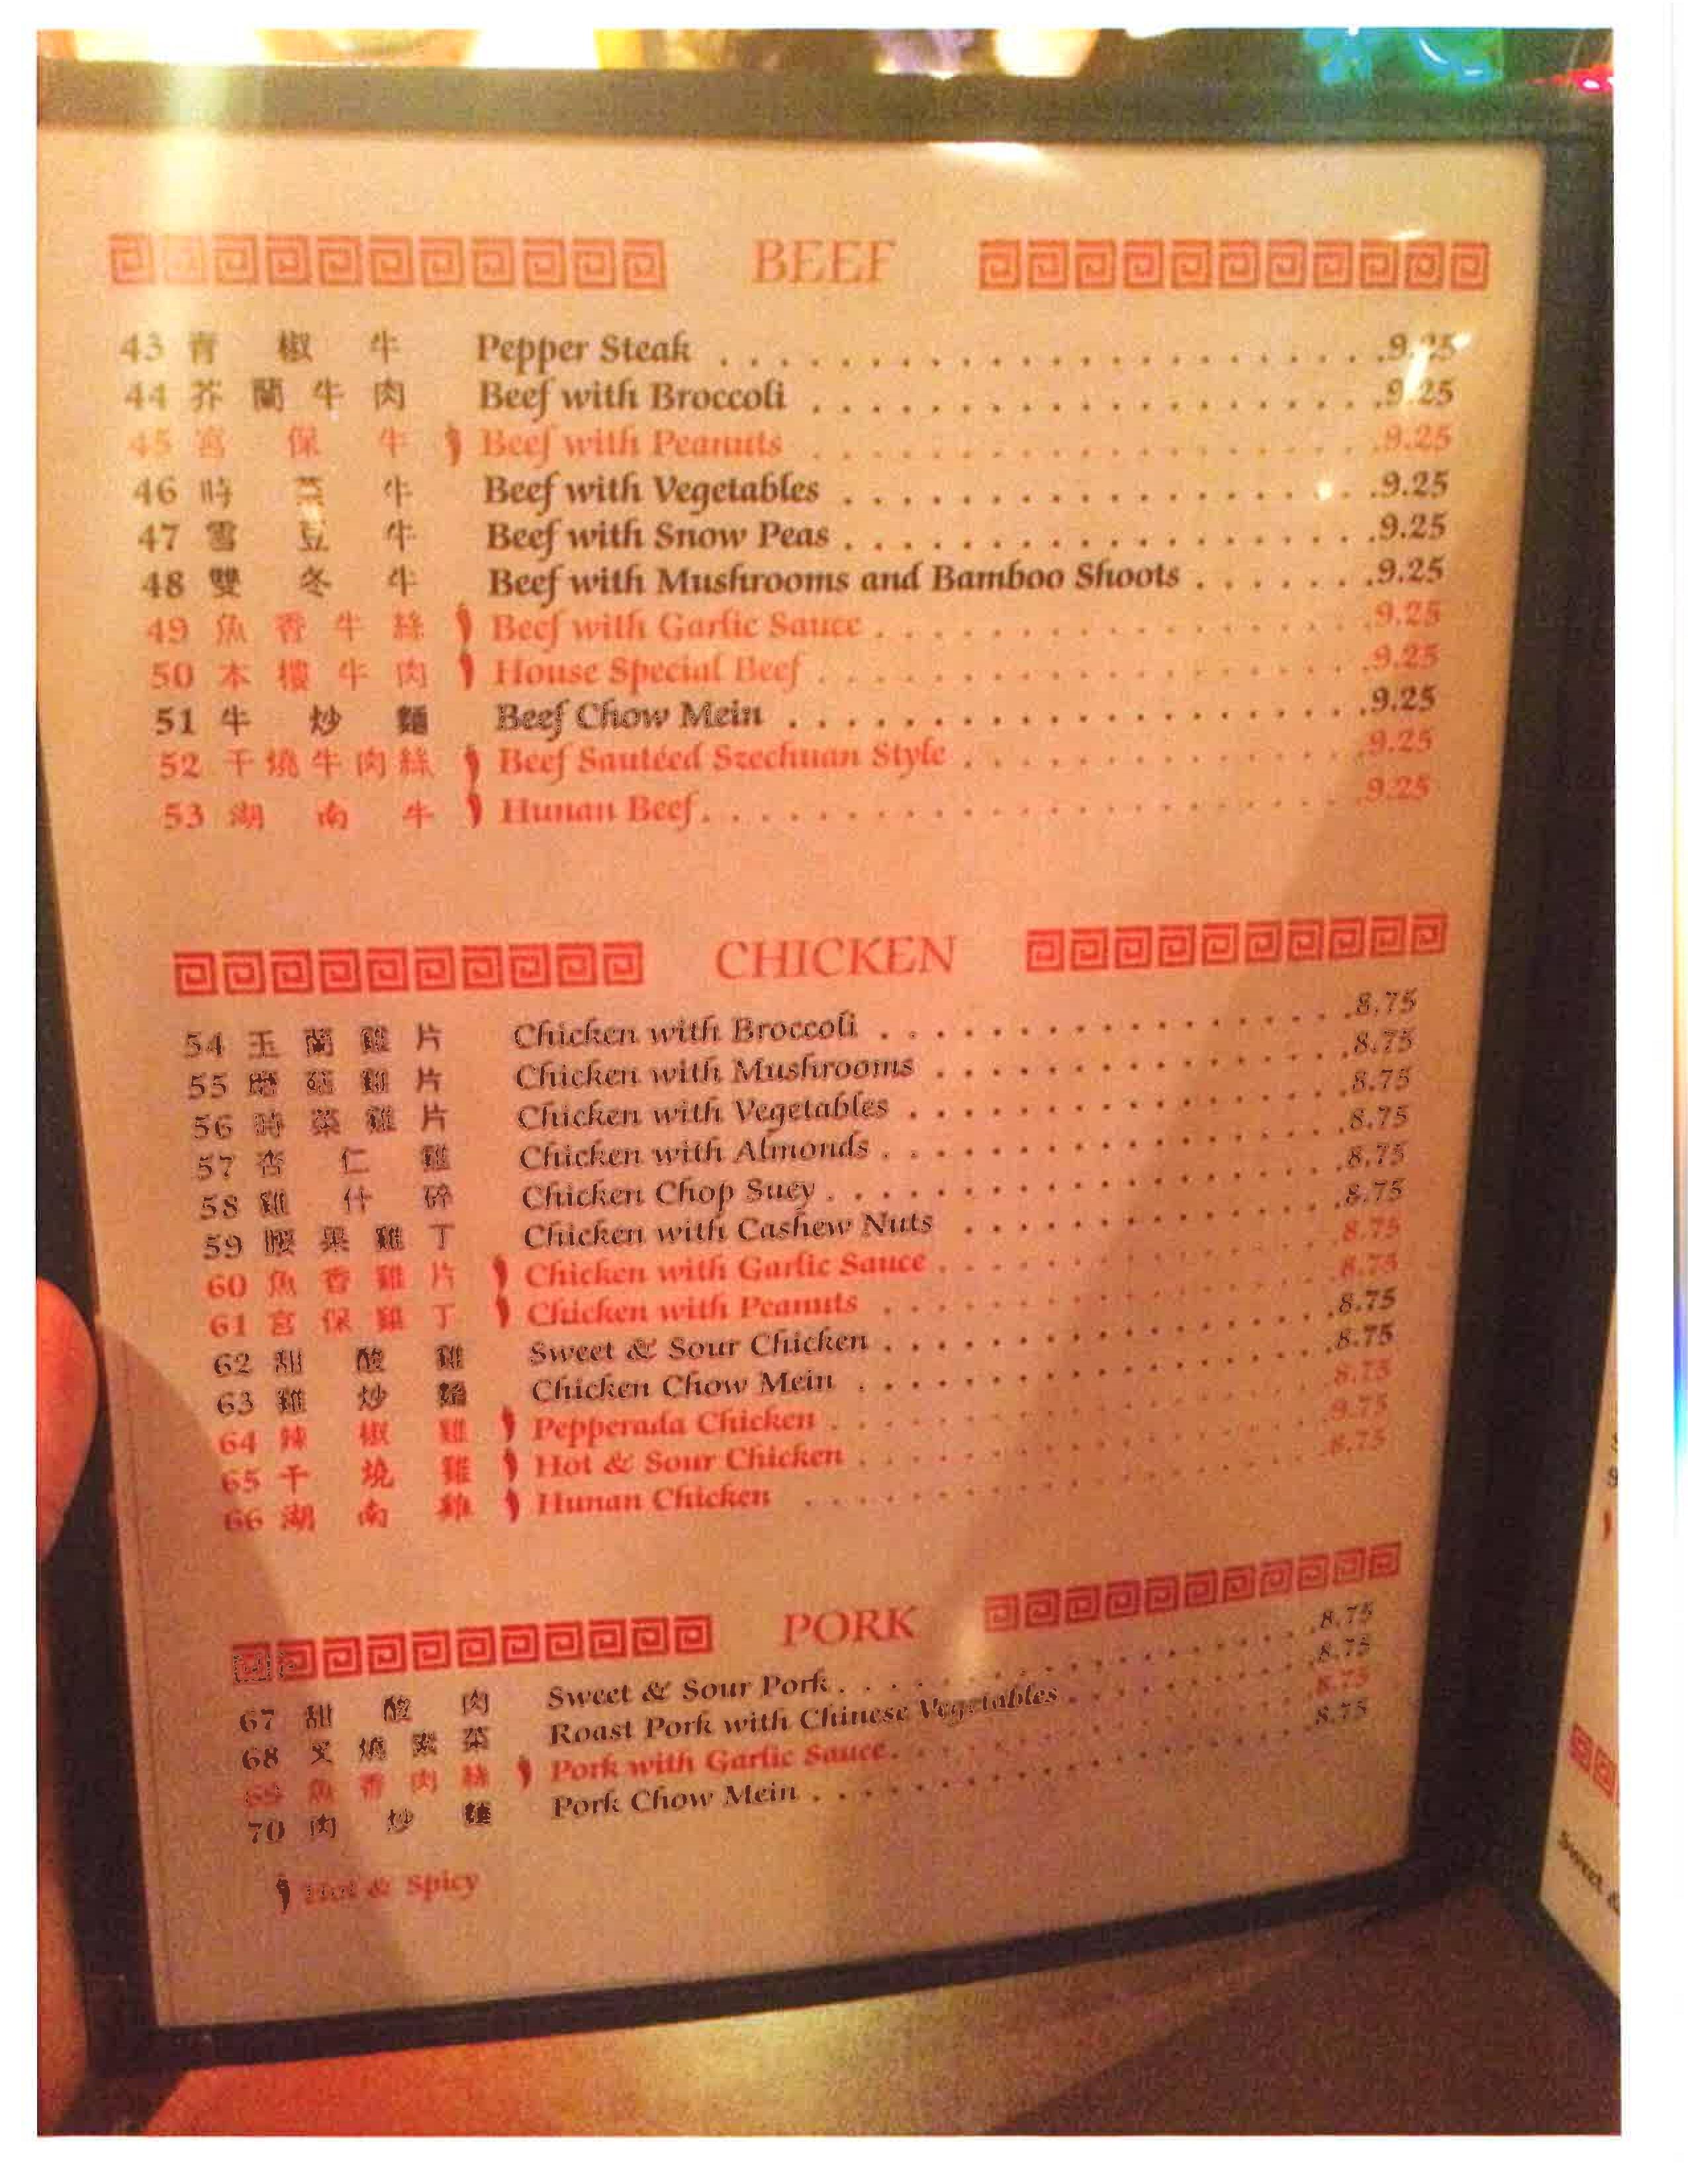 BEEF
43 青椒牛 Pepper Steak 9.25
44 芥蘭牛肉 Beef with Broccoli 9.25
45 宮保牛 Beef with Peanuts 9.25
46 時菜牛 Beef with Vegetables 9.25
47 雪豆牛 Beef with Snow Peas 9.25
48 雙冬牛 Beef with Mushrooms and Bamboo Shoots 9.25
49 魚香牛絲 Beef with Garlic Sauce 9.25
50 本樓牛肉 House Special Beef 9.25
51 牛炒麵 Beef Chow Mein 9.25
52 干燒牛肉絲 Beef Sautéed Szechuan Style 9.25
53 湖南牛 Hunan Beef 9.25
CHICKEN
54 玉蘭雞片 Chicken with Broccoli 8.75
55 蘑菇雞片 Chicken with Mushrooms 8.75
56 時菜雞片 Chicken with Vegetables 8.75
57 杏仁雞 Chicken with Almonds 8.75
58 雞什碎 Chicken Chop Suey 8.75
59 腰果雞丁 Chicken with Cashew Nuts 8.75
60 魚香雞片 Chicken with Garlic Sauce 8.75
61 宮保雞丁 Chicken with Peanuts 8.75
62 甜酸雞 Sweet & Sour Chicken 8.75
63 雞炒麵 Chicken Chow Mein 8.75
64 辣椒雞 Pepperada Chicken 8.75
65 干燒雞 Hot & Sour Chicken 9.75
66 湖南雞 Hunan Chicken 8.75
PORK
67 甜酸肉 Sweet & Sour Pork 8.75
68 叉燒素菜 Roast Pork with Chinese Vegetables 8.75
69 魚香肉絲 Pork with Garlic Sauce 8.75
70 肉炒麵 Pork Chow Mein 8.75
Hot & Spicy
Sweet &